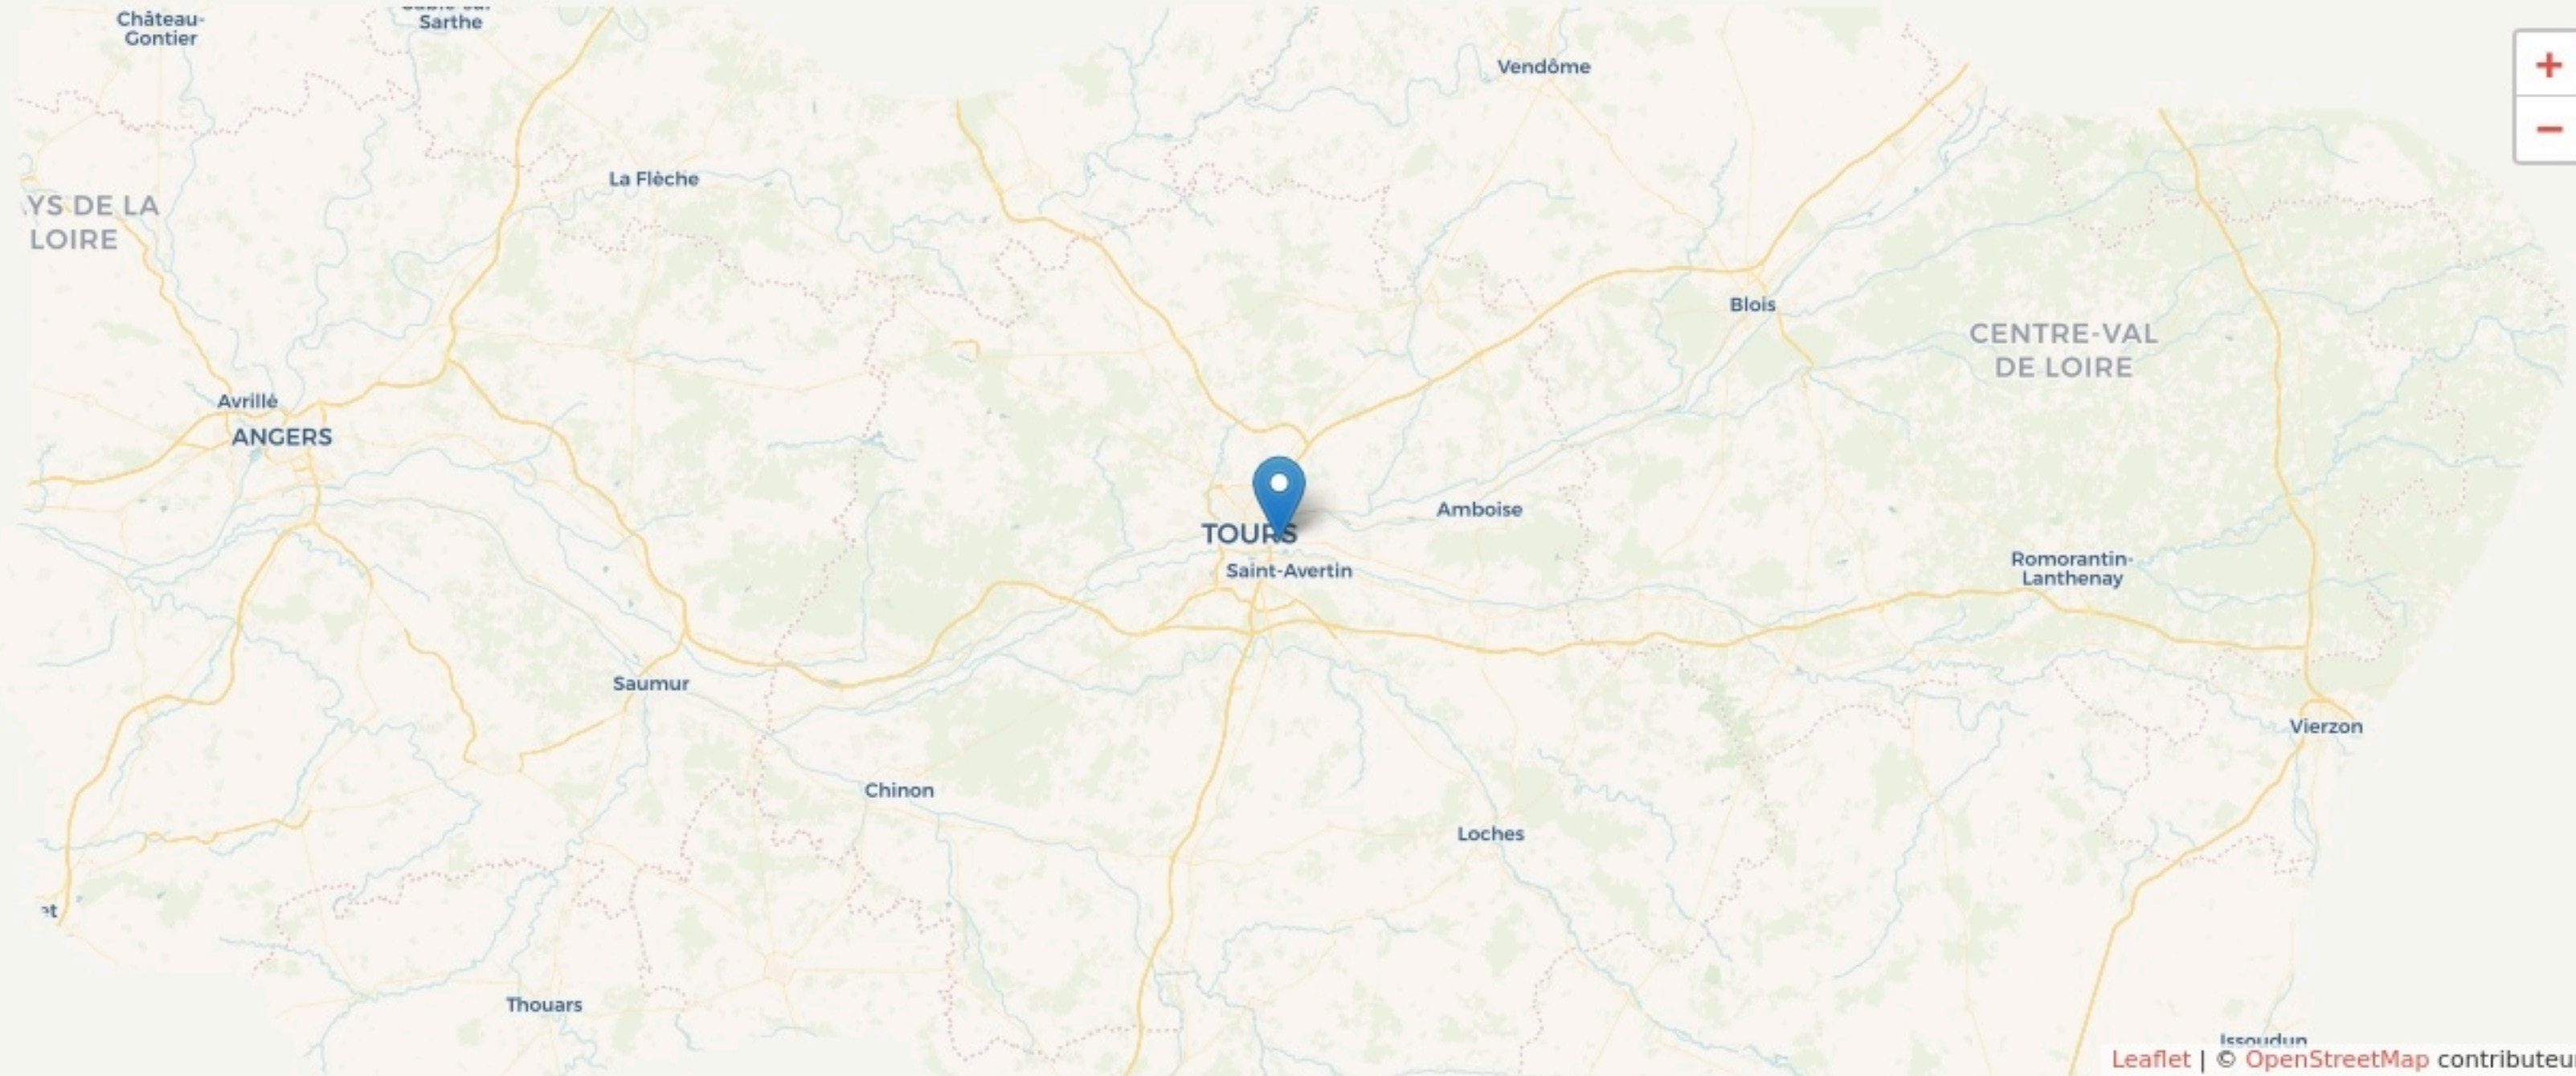 Château-
Gontier
Sarthe
Vendôme
+
−
La Flèche
YS DE LA
LOIRE
Blois
CENTRE-VAL
DE LOIRE
Avrillé
ANGERS
Amboise
TOURS
Saint-Avertin
Romorantin-
Lanthenay
Saumur
Vierzon
Chinon
Loches
et
Thouars
Issoudun
Leaflet | © OpenStreetMap contributeu